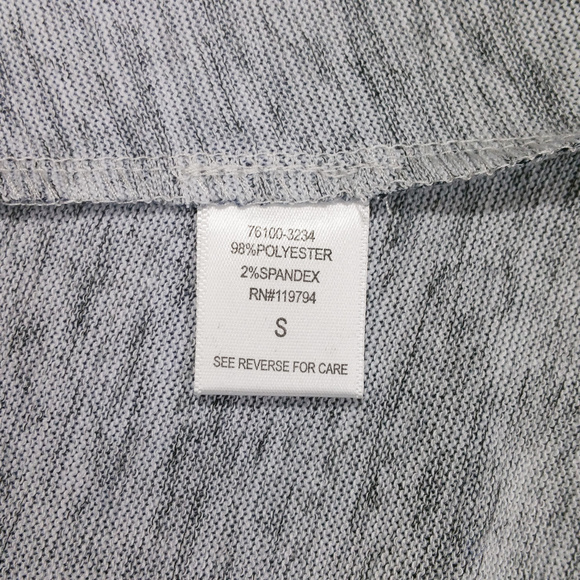 76100-3234
98%POLYESTER
2%SPANDEX
RN#119794
S
SEE REVERSE FOR CARE